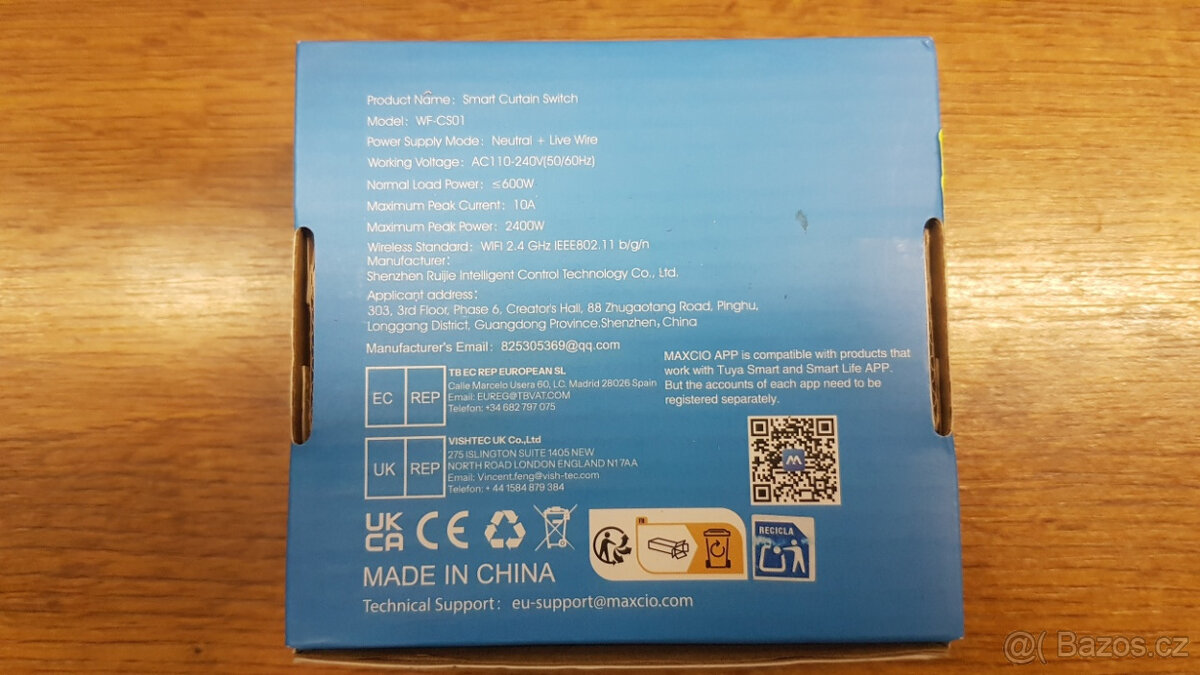 Product Name: Smart Curtain Switch
Model: WF-CS01
Power Supply Mode: Neutral + Live Wire
Working Voltage: AC110-240V(50/60Hz)
Normal Load Power: ≤600W
Maximum Peak Current: 10A
Maximum Peak Power: 2400W
Wireless Standard: WIFI 2.4 GHz IEEE802.11 b/g/n
Manufacturer:
Shenzhen Ruijie Intelligent Control Technology Co., Ltd.
Applicant address:
303, 3rd Floor, Phase 6, Creator's Hall, 88 Zhugaotang Road, Pinghu,
Longgang District, Guangdong Province.Shenzhen, China
Manufacturer's Email: 825305369@qq.com
EC REP
TB EC REP EUROPEAN SL
Calle Marcelo Usera 60, LC. Madrid 28026 Spain
Email: EUREG@TBVAT.COM
Telefon: +34 682 797 075
UK REP
VISHTEC UK Co.,Ltd
275 ISLINGTON SUITE 1405 NEW
NORTH ROAD LONDON ENGLAND N1 7AA
Email: Vincent.feng@vish-tec.com
Telefon: + 44 1584 879 384
MAXCIO APP is compatible with products that
work with Tuya Smart and Smart Life APP.
But the accounts of each app need to be
registered separately.
UK
CA
CE
FR
RECICLA
MADE IN CHINA
Technical Support: eu-support@maxcio.com
Bazos.cz